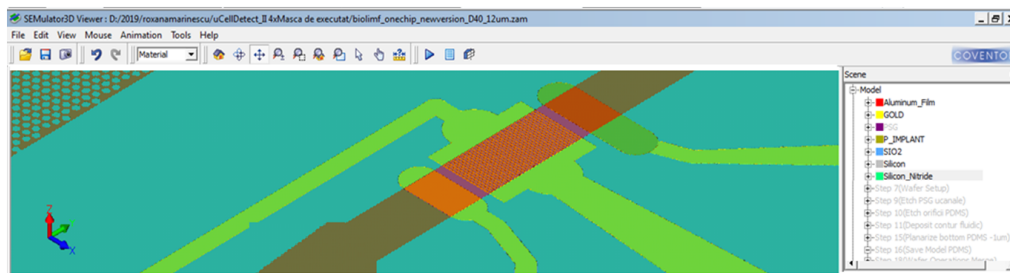 SEMulator3D Viewer : D:/2019/roxanamarinescu/uCellDetect_II 4xMasca de executat/biolimf_onechip_newversion_D40_12um.zam
File Edit View Mouse Animation Tools Help
Material
COVENTO
Scene
Model
Aluminum_Film
GOLD
PSG
P_IMPLANT
SIO2
Silicon
Silicon_Nitride
Step 7(Wafer Setup)
Step 9(Etch PSG ucanale)
Step 10(Etch orificii PDMS)
Step 11(Deposit contur fluidic)
Step 15(Planarize bottom PDMS -1um)
Step 16(Save Model PDMS)
Z
Y
X